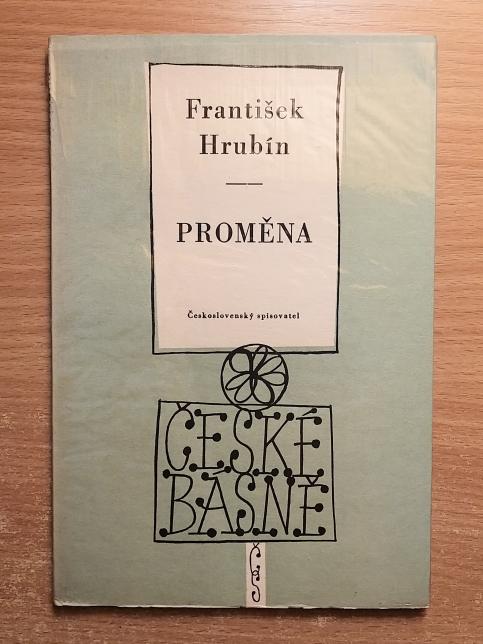 František
Hrubín
PROMĚNA
Československý spisovatel
ČESKÉ
BÁSNĚ